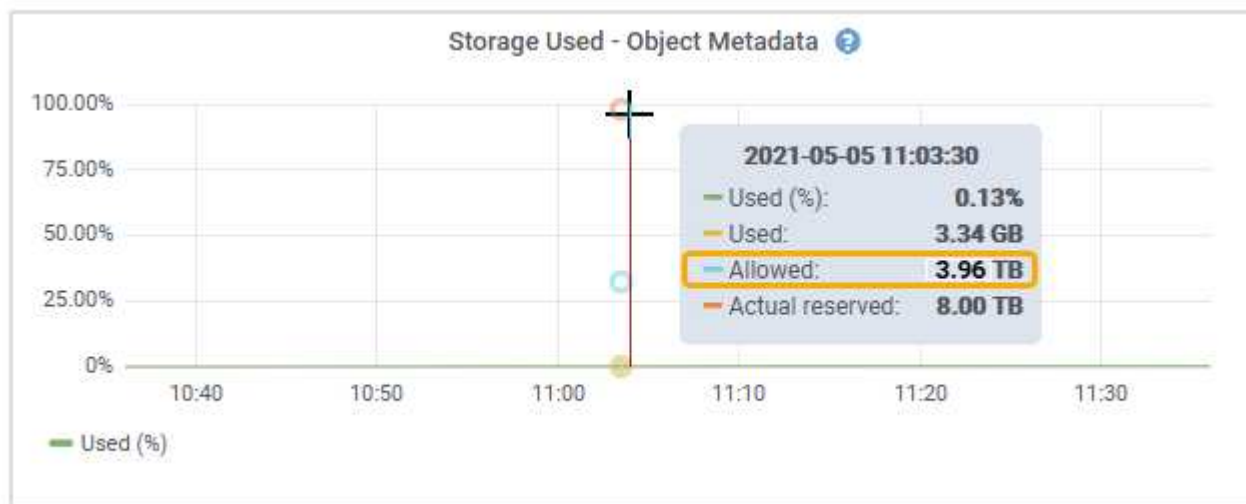 Storage Used - Object Metadata ?
100.00%
75.00%
50.00%
25.00%
0%
10:40 10:50 11:00 11:10 11:20 11:30
2021-05-05 11:03:30
Used (%): 0.13%
Used: 3.34 GB
Allowed: 3.96 TB
Actual reserved: 8.00 TB
Used (%)